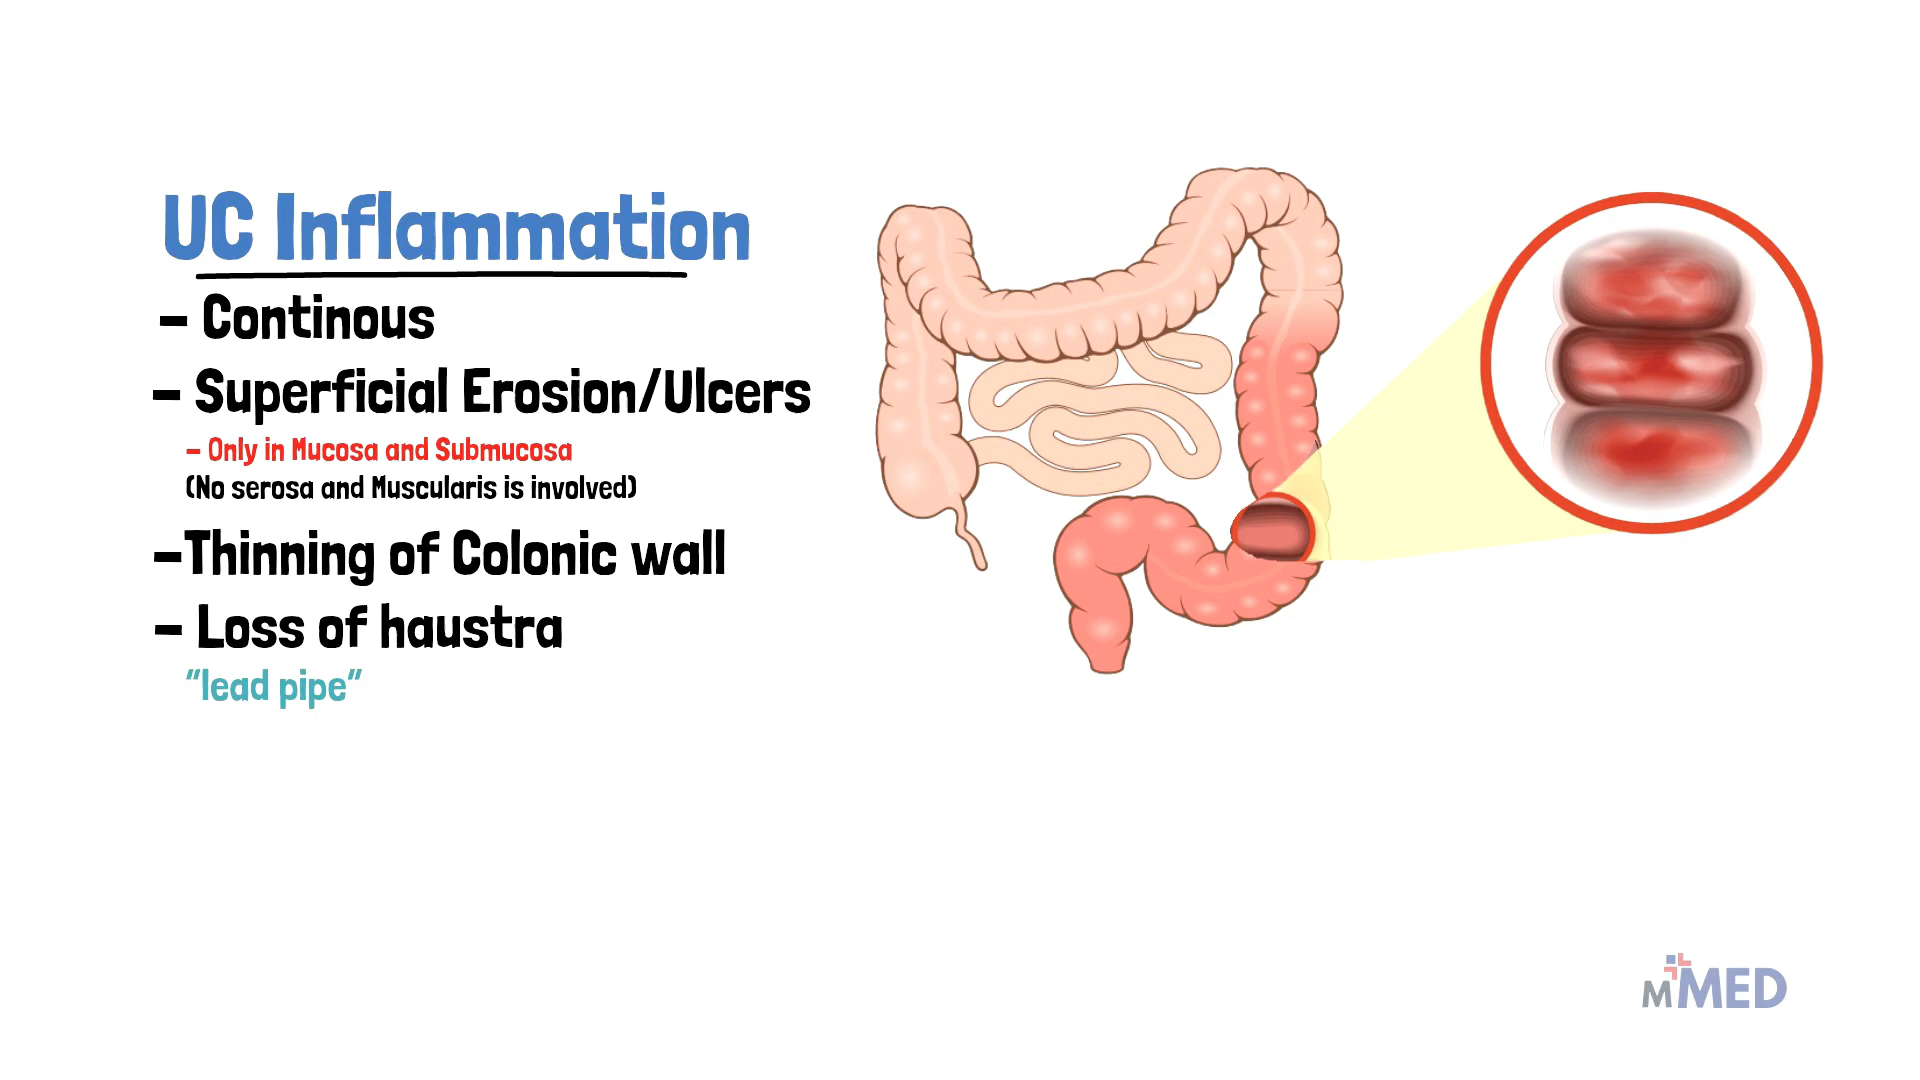 UC Inflammation
- Continous
- Superficial Erosion/Ulcers
- Only in Mucosa and Submucosa
(No serosa and Muscularis is involved)
-Thinning of Colonic wall
- Loss of haustra
"lead pipe"
MMED